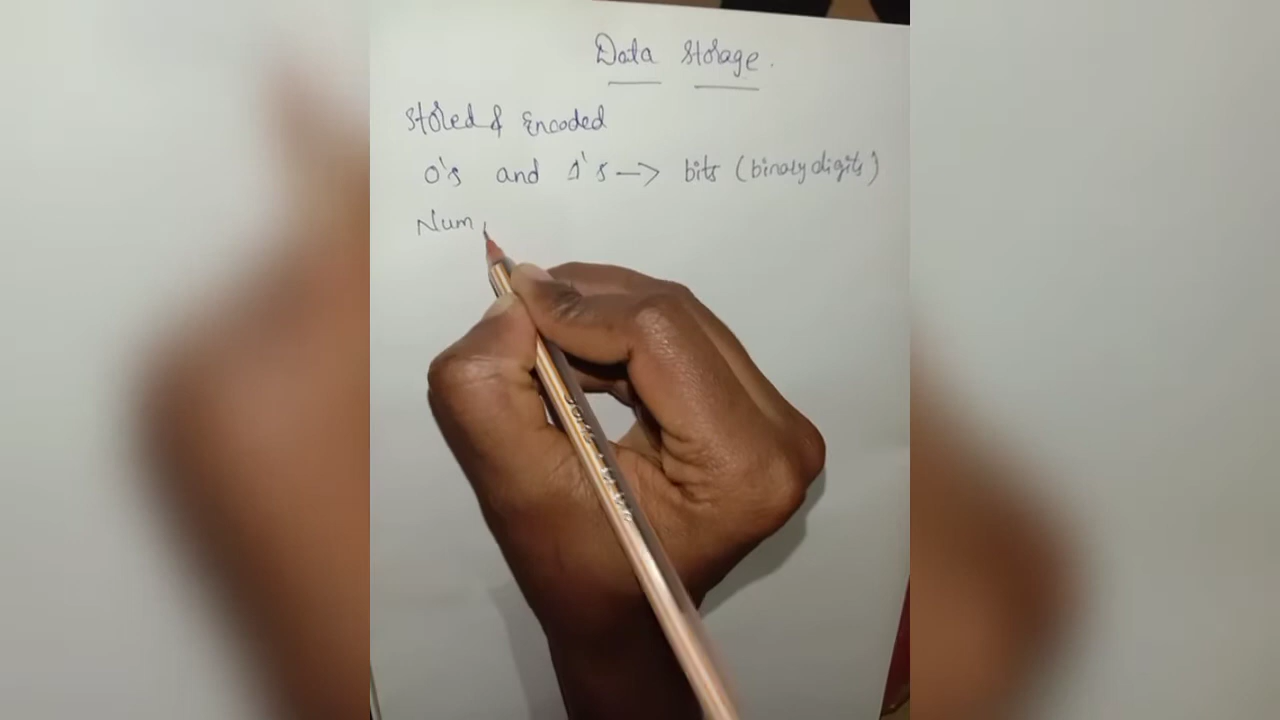 Data Storage.
Stored & Encoded
0's and 1's → bits (binary digits)
Num